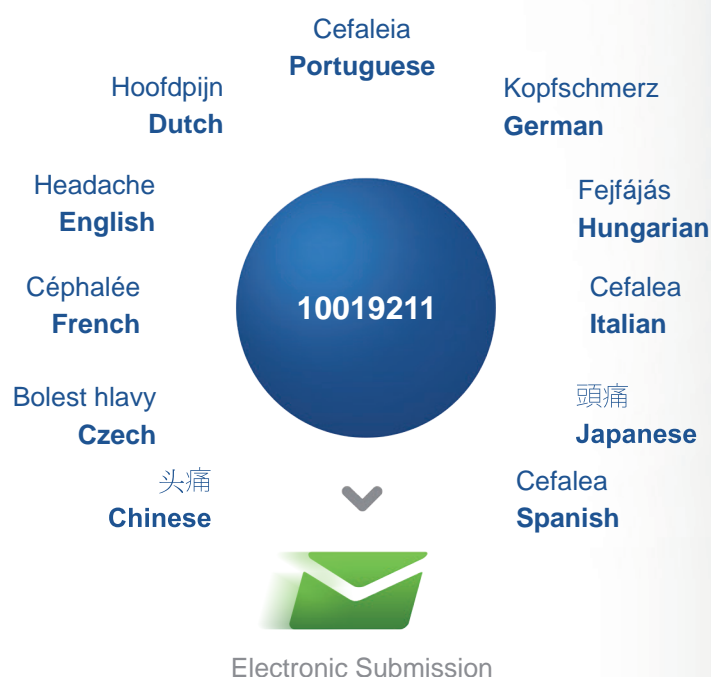 Cefaleia
Portuguese
Hoofdpijn
Dutch
Kopfschmerz
German
Headache
English
Fejfájás
Hungarian
Céphalée
French
10019211
Cefalea
Italian
Bolest hlavy
Czech
頭痛
Japanese
头痛
Chinese
Cefalea
Spanish
Electronic Submission